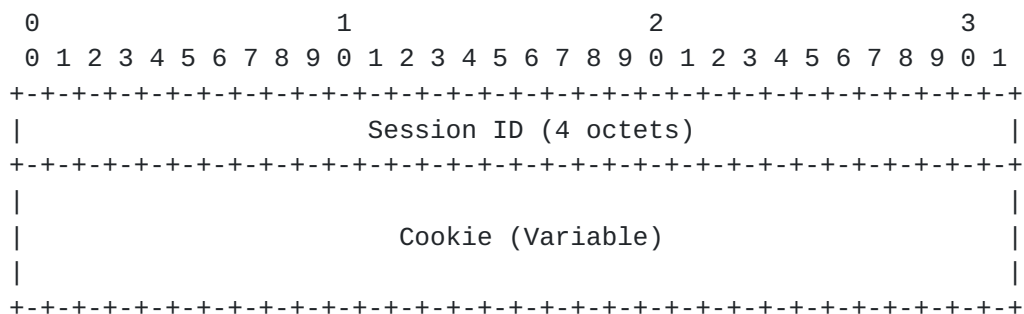 0                   1                   2                   3
 0 1 2 3 4 5 6 7 8 9 0 1 2 3 4 5 6 7 8 9 0 1 2 3 4 5 6 7 8 9 0 1
+-+-+-+-+-+-+-+-+-+-+-+-+-+-+-+-+-+-+-+-+-+-+-+-+-+-+-+-+-+-+-+-+
|                      Session ID (4 octets)                    |
+-+-+-+-+-+-+-+-+-+-+-+-+-+-+-+-+-+-+-+-+-+-+-+-+-+-+-+-+-+-+-+-+
|                                                               |
|                        Cookie (Variable)                      |
|                                                               |
+-+-+-+-+-+-+-+-+-+-+-+-+-+-+-+-+-+-+-+-+-+-+-+-+-+-+-+-+-+-+-+-+